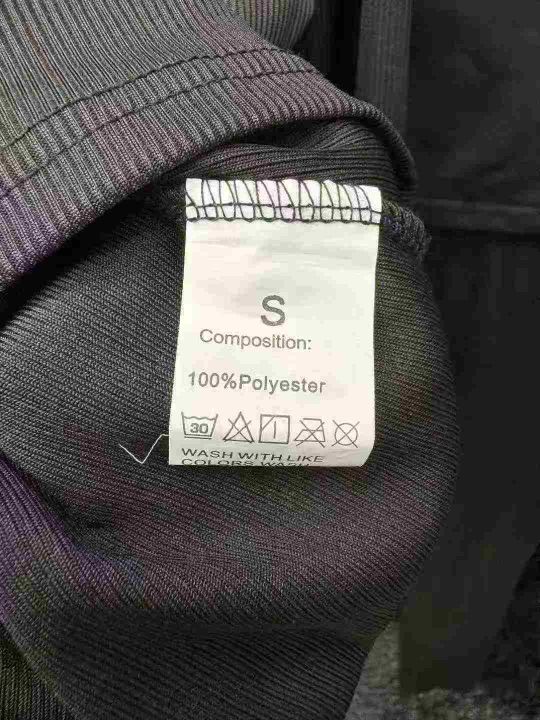 S
Composition:
100%Polyester
30
WASH WITH LIKE
COLORS WASH